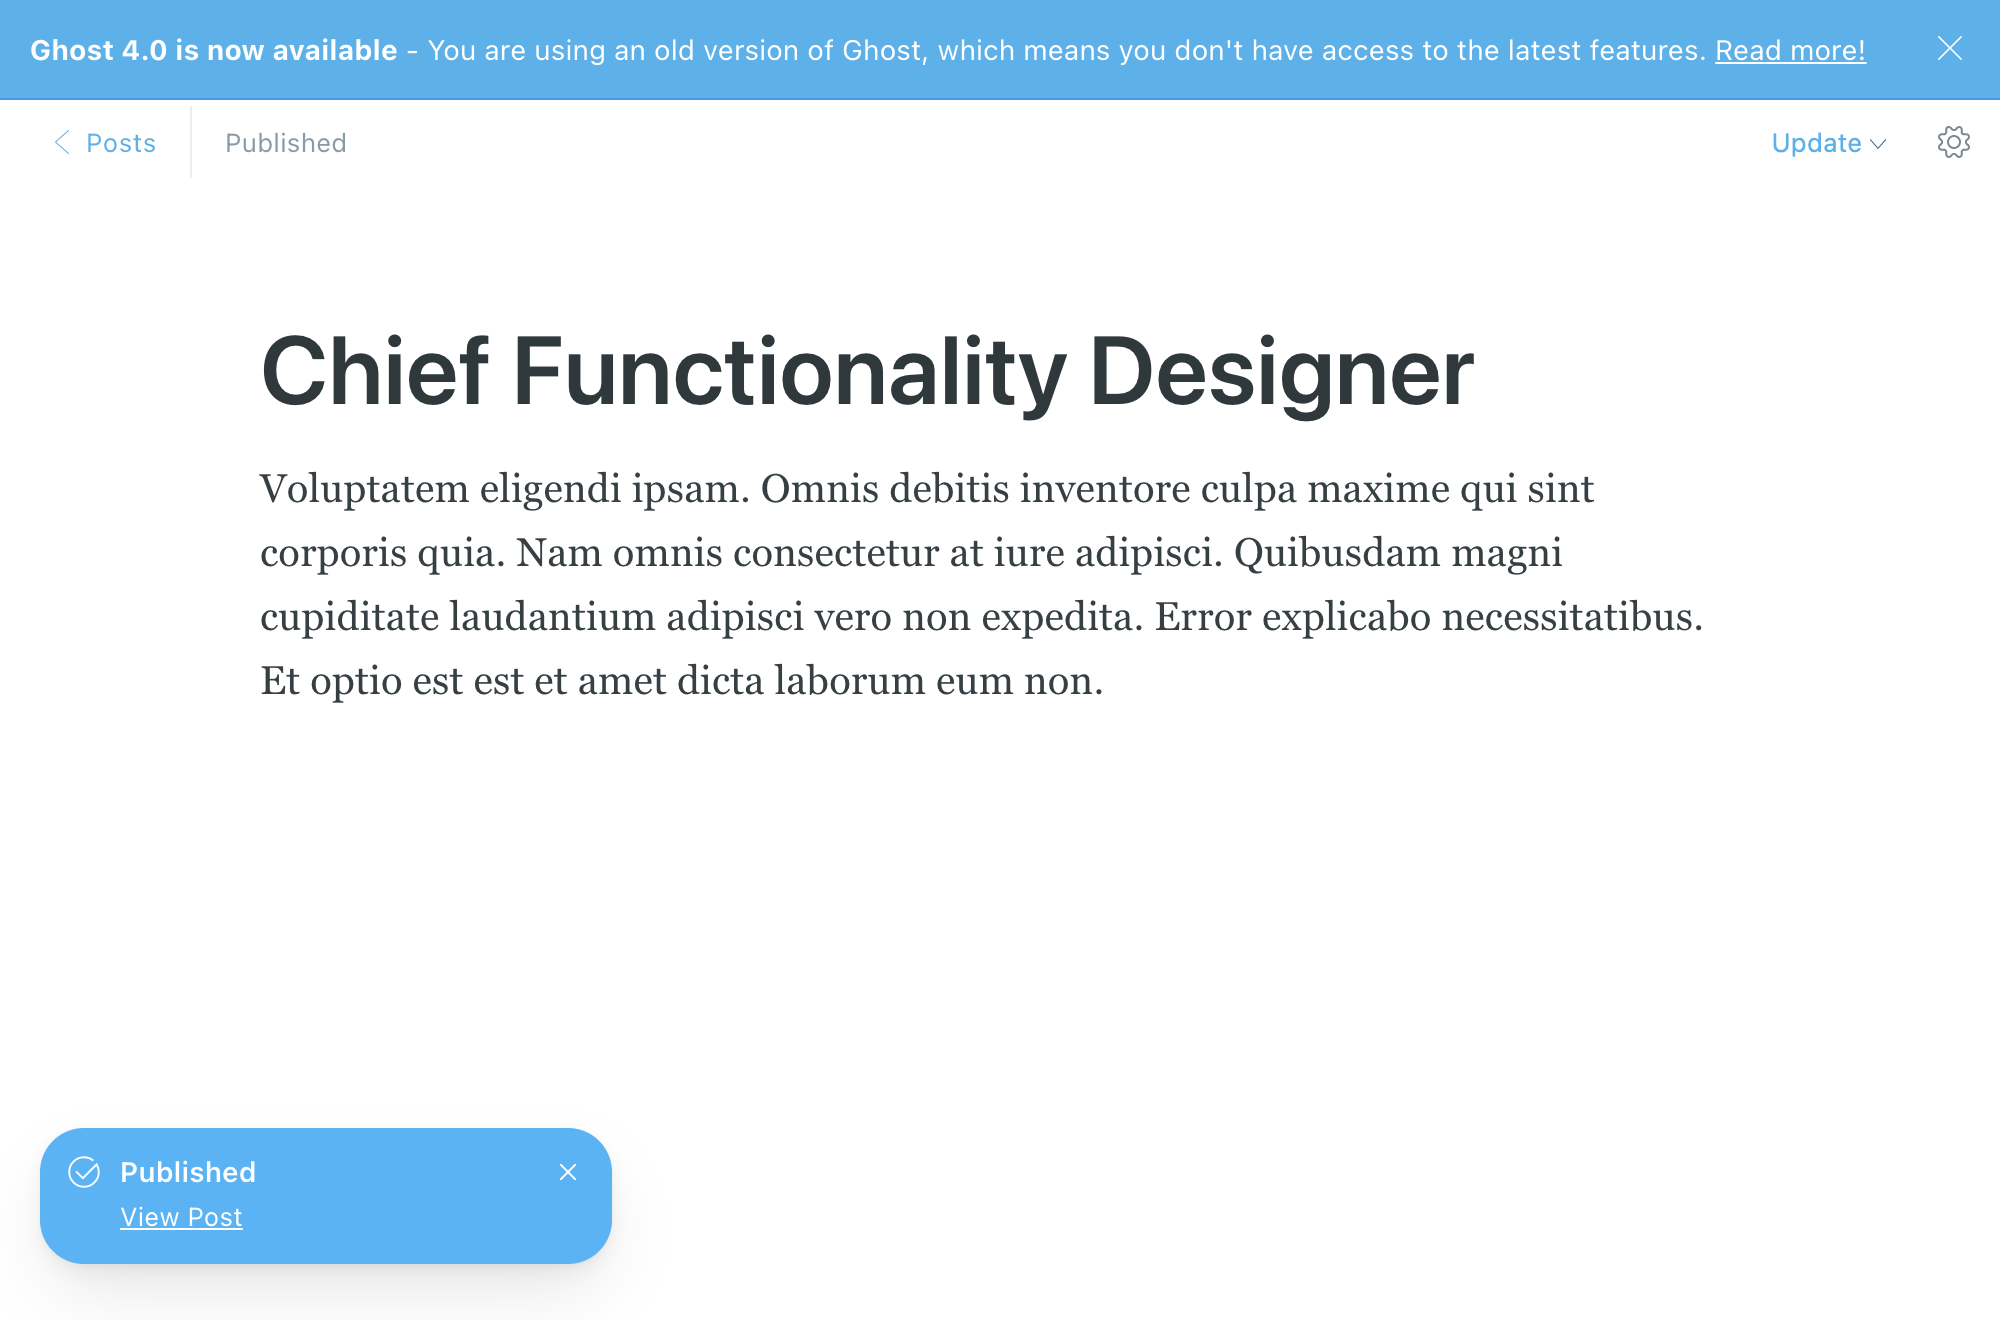 Ghost 4.0 is now available - You are using an old version of Ghost, which means you don't have access to the latest features. Read more!
Posts
Published
Update
Chief Functionality Designer
Voluptatem eligendi ipsam. Omnis debitis inventore culpa maxime qui sint
corporis quia. Nam omnis consectetur at iure adipisci. Quibusdam magni
cupiditate laudantium adipisci vero non expedita. Error explicabo necessitatibus.
Et optio est est et amet dicta laborum eum non.
Published
View Post